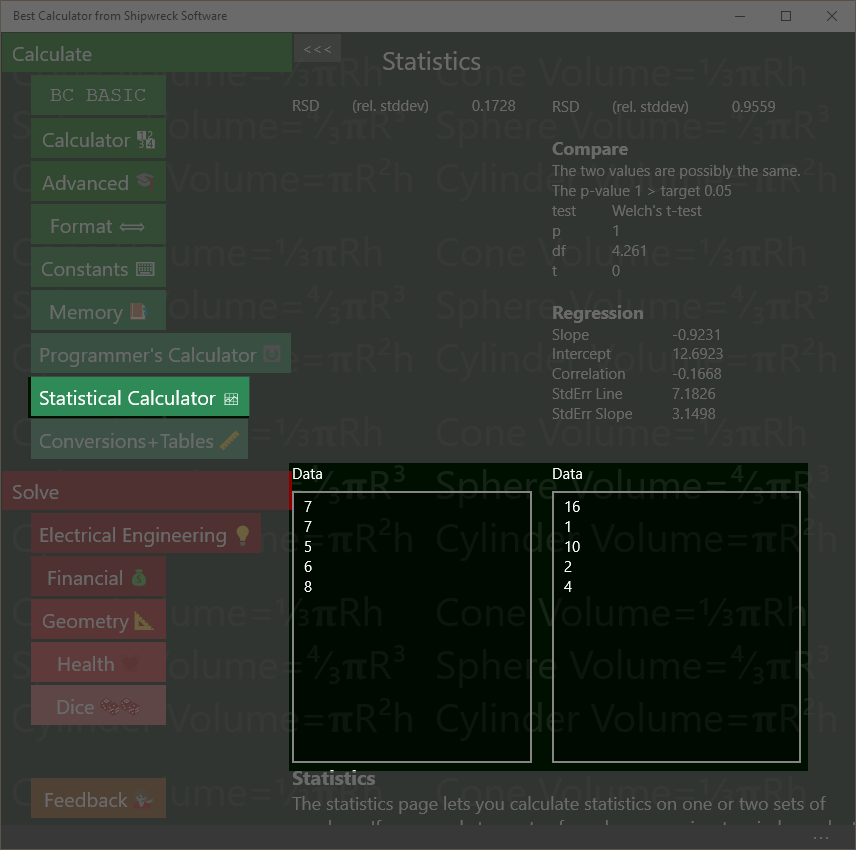 Best Calculator from Shipwreck Software
Calculate
<<<
Statistics
BC BASIC
Calculator
Advanced
Format
Constants
Memory
Programmer's Calculator
Statistical Calculator
Conversions+Tables
Solve
Electrical Engineering
Financial
Geometry
Health
Dice
Feedback
RSD (rel. stddev) 0.1728
RSD (rel. stddev) 0.9559
Compare
The two values are possibly the same.
The p-value 1 > target 0.05
test Welch's t-test
p 1
df 4.261
t 0
Regression
Slope -0.9231
Intercept 12.6923
Correlation -0.1668
StdErr Line 7.1826
StdErr Slope 3.1498
Data
7
7
5
6
8
Data
16
1
10
2
4
Statistics
The statistics page lets you calculate statistics on one or two sets of
Cone Volume=⅓πRh
Sphere Volume=⁴⁄₃πR³
Cylinder Volume=πR²h